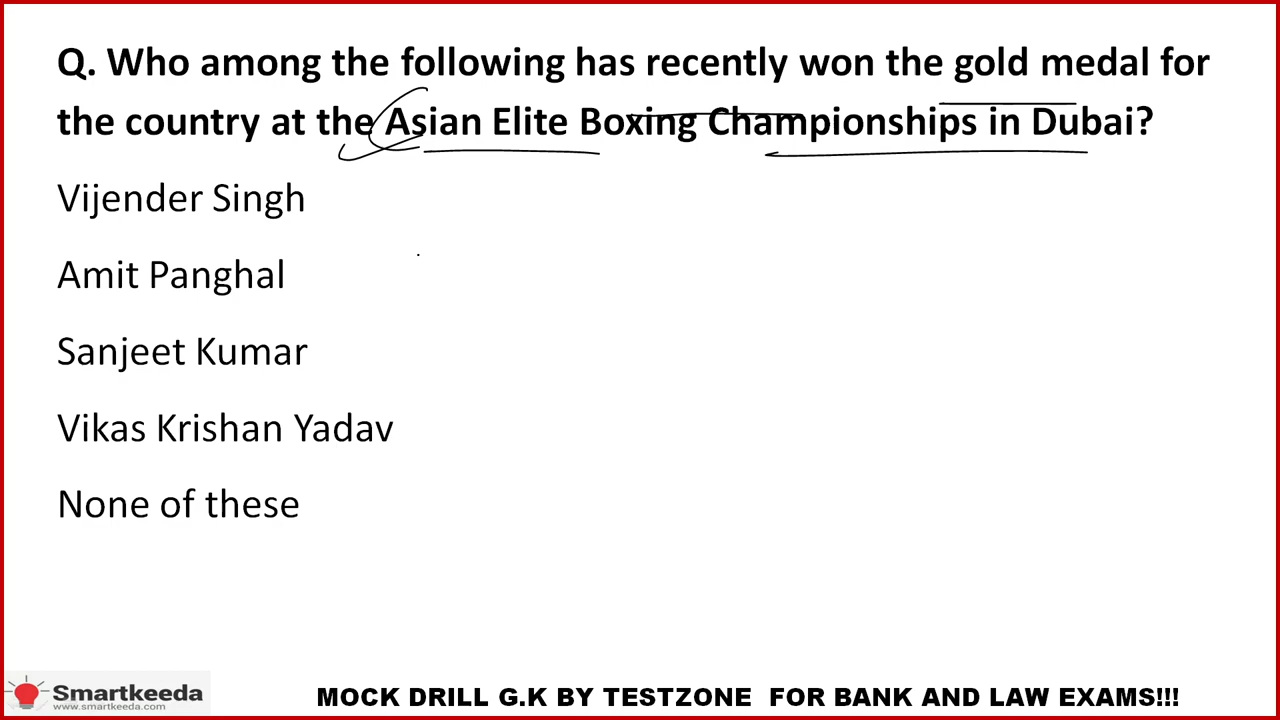 Q. Who among the following has recently won the gold medal for
the country at the Asian Elite Boxing Championships in Dubai?
Vijender Singh
Amit Panghal
Sanjeet Kumar
Vikas Krishan Yadav
None of these
Smartkeeda
www.smartkeeda.com
MOCK DRILL G.K BY TESTZONE FOR BANK AND LAW EXAMS!!!